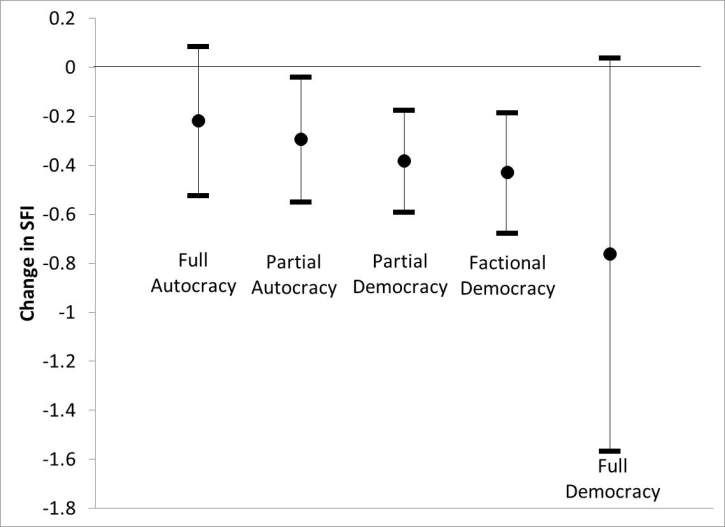 0.2
0
-0.2
-0.4
-0.6
-0.8
-1
-1.2
-1.4
-1.6
-1.8
Change in SFI
Full
Autocracy
Partial
Autocracy
Partial
Democracy
Factional
Democracy
Full
Democracy